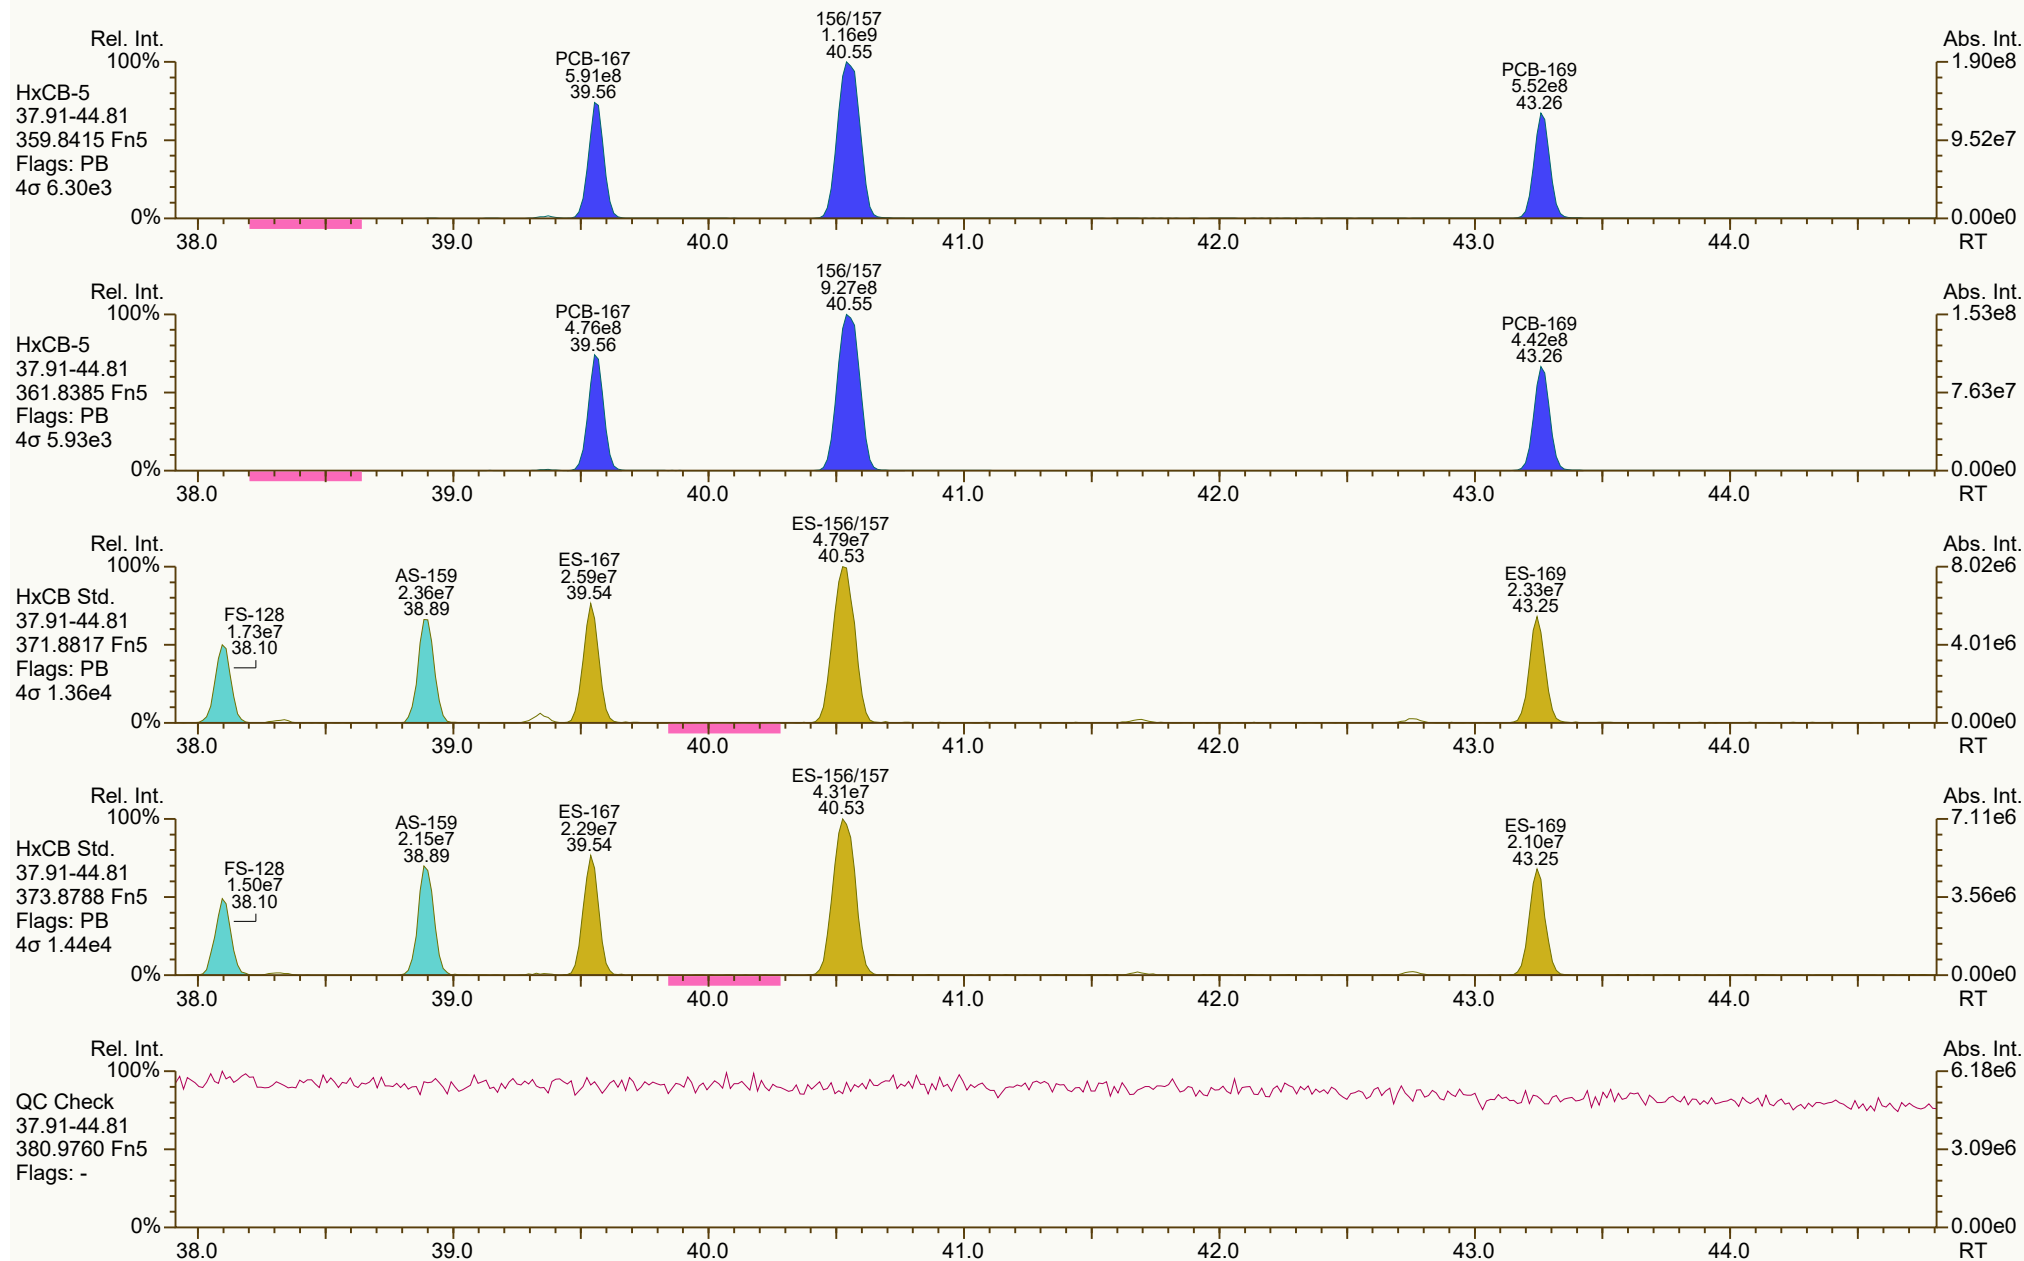 156/157
1.16e9
40.55
Rel. Int.
Abs. Int.
PCB-167
5.91e8
39.56
PCB-169
5.52e8
43.26
100%
1.90e8
HxCB-5
37.91-44.81
359.8415 Fn5
9.52e7
Flags: PB
4σ 6.30e3
0%
0.00e0
38.0 39.0 40.0 41.0 42.0 43.0 44.0 RT
156/157
9.27e8
40.55
Rel. Int.
Abs. Int.
PCB-167
4.76e8
39.56
PCB-169
4.42e8
43.26
100%
1.53e8
HxCB-5
37.91-44.81
361.8385 Fn5
7.63e7
Flags: PB
4σ 5.93e3
0%
0.00e0
38.0 39.0 40.0 41.0 42.0 43.0 44.0 RT
ES-156/157
4.79e7
40.53
Rel. Int.
Abs. Int.
FS-128
1.73e7
38.10
AS-159
2.36e7
38.89
ES-167
2.59e7
39.54
ES-169
2.33e7
43.25
100%
8.02e6
HxCB Std.
37.91-44.81
371.8817 Fn5
4.01e6
Flags: PB
4σ 1.36e4
0%
0.00e0
38.0 39.0 40.0 41.0 42.0 43.0 44.0 RT
ES-156/157
4.31e7
40.53
Rel. Int.
Abs. Int.
FS-128
1.50e7
38.10
AS-159
2.15e7
38.89
ES-167
2.29e7
39.54
ES-169
2.10e7
43.25
100%
7.11e6
HxCB Std.
37.91-44.81
373.8788 Fn5
3.56e6
Flags: PB
4σ 1.44e4
0%
0.00e0
38.0 39.0 40.0 41.0 42.0 43.0 44.0 RT
Rel. Int.
Abs. Int.
100%
6.18e6
QC Check
37.91-44.81
380.9760 Fn5
3.09e6
Flags: -
0%
0.00e0
38.0 39.0 40.0 41.0 42.0 43.0 44.0 RT